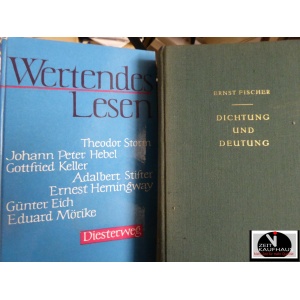 Wertendes
Lesen
Theodor Storm
Johann Peter Hebel
Gottfried Keller
Adalbert Stifter
Ernest Hemingway
Günter Eich
Eduard Mörike
Diesterweg
ERNST FISCHER
DICHTUNG
UND
DEUTUNG
ZEIT
KAUFHAUS